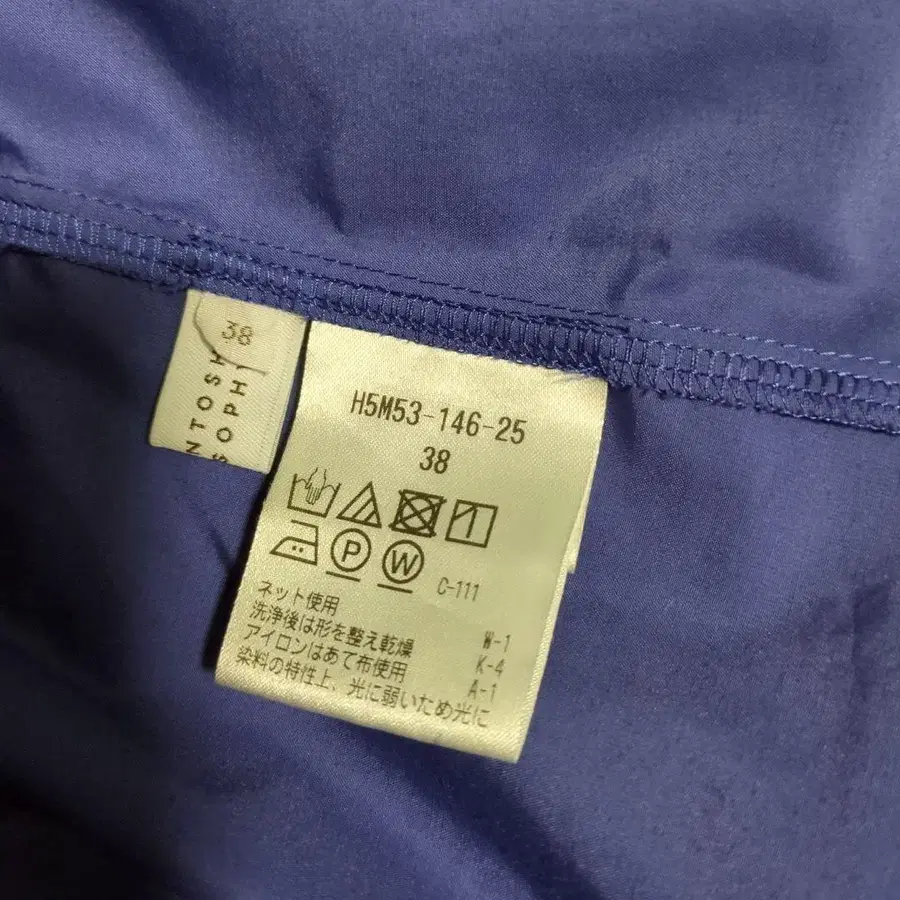 38
NTOSH
SOPH
H5M53-146-25
38
P
W
C-111
ネット使用
洗浄後は形を整え乾燥 W-1
アイロンはあて布使用 K-4
染料の特性上、光に弱いため光に A-1